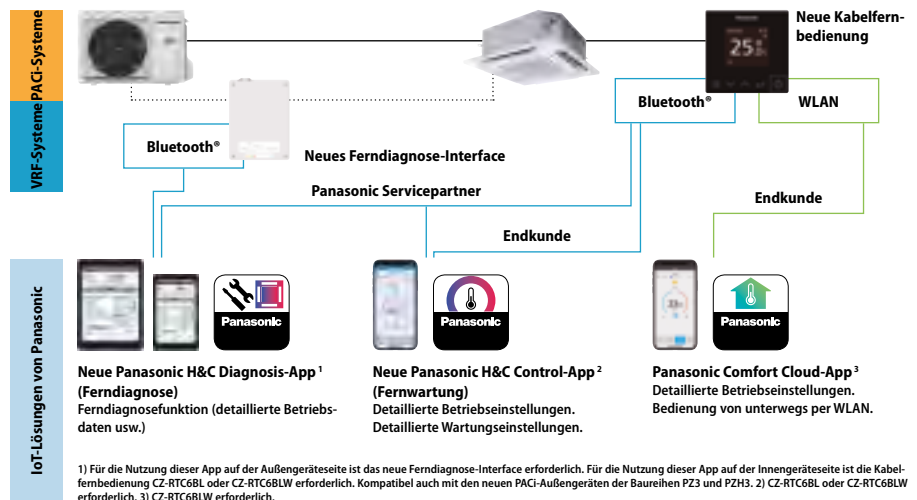 PACi-Systeme
VRF-Systeme
Neue Kabelfern-
bedienung
Panasonic
25
Bluetooth®
WLAN
Bluetooth®
Neues Ferndiagnose-Interface
Panasonic Servicepartner
Endkunde
Endkunde
IoT-Lösungen von Panasonic
Panasonic
Panasonic
Panasonic
Neue Panasonic H&C Diagnosis-App ¹
(Ferndiagnose)
Ferndiagnosefunktion (detaillierte Betriebs-
daten usw.)
Neue Panasonic H&C Control-App ²
(Fernwartung)
Detaillierte Betriebseinstellungen.
Detaillierte Wartungseinstellungen.
Panasonic Comfort Cloud-App ³
Detaillierte Betriebseinstellungen.
Bedienung von unterwegs per WLAN.
1) Für die Nutzung dieser App auf der Außengeräteseite ist das neue Ferndiagnose-Interface erforderlich. Für die Nutzung dieser App auf der Innengeräteseite ist die Kabel-
fernbedienung CZ-RTC6BL oder CZ-RTC6BLW erforderlich. Kompatibel auch mit den neuen PACi-Außengeräten der Baureihen PZ3 und PZH3. 2) CZ-RTC6BL oder CZ-RTC6BLW
erforderlich. 3) CZ-RTC6BLW erforderlich.